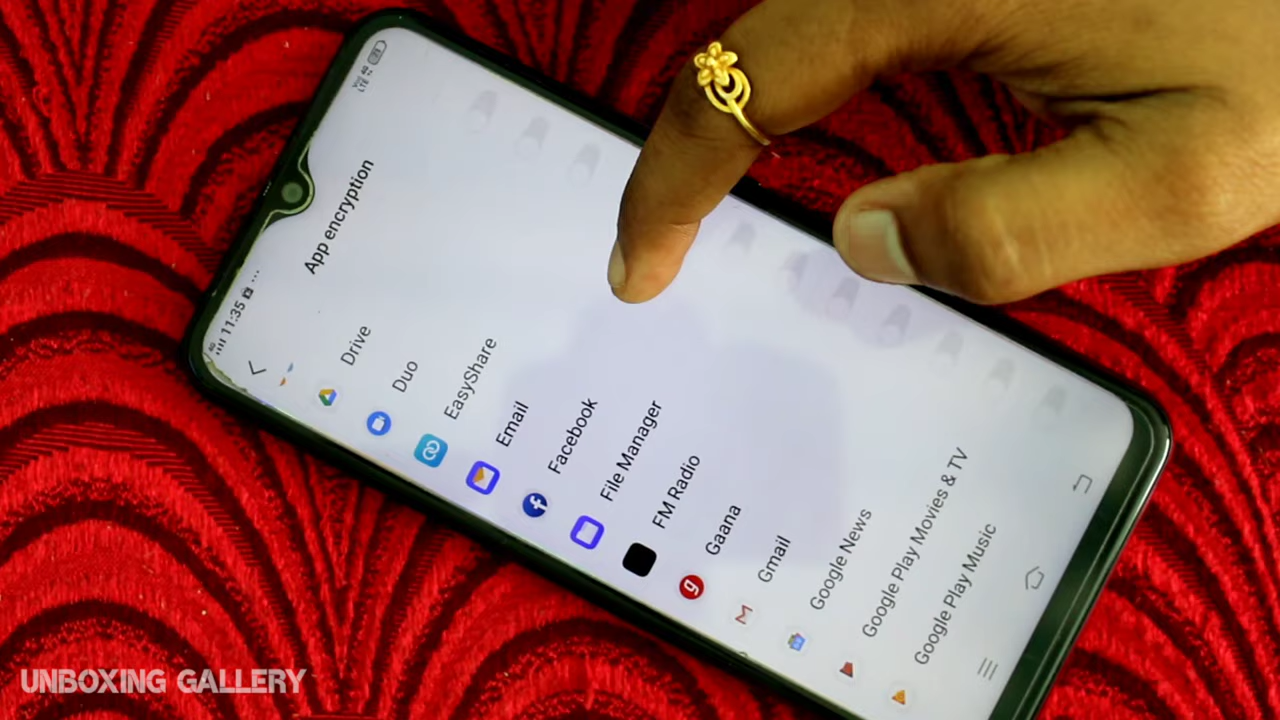 11:35
App encryption
Drive
Duo
EasyShare
Email
Facebook
File Manager
FM Radio
Gaana
Gmail
Google News
Google Play Movies & TV
Google Play Music
UNBOXING GALLERY